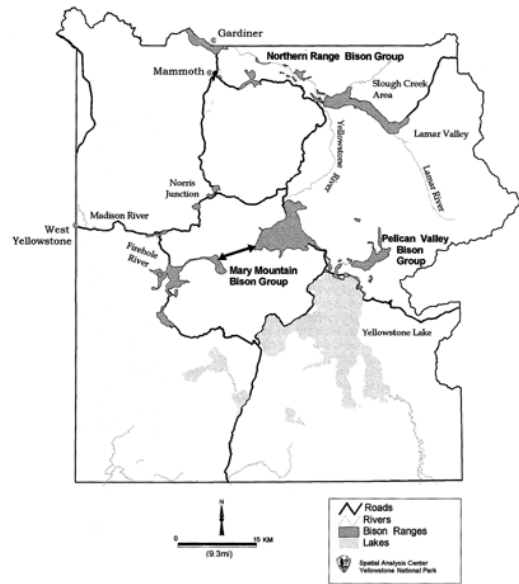 Gardiner
Northern Range Bison Group
Mammoth
Slough Creek
Area
Lamar Valley
Yellowstone
River
Lamar River
Norris
Junction
Madison River
West
Yellowstone
Firehole
River
Pelican Valley
Bison
Group
Mary Mountain
Bison Group
Yellowstone Lake
N
0
15 KM
(9.3mi)
Roads
Rivers
Bison Ranges
Lakes
Spatial Analysis Center
Yellowstone National Park